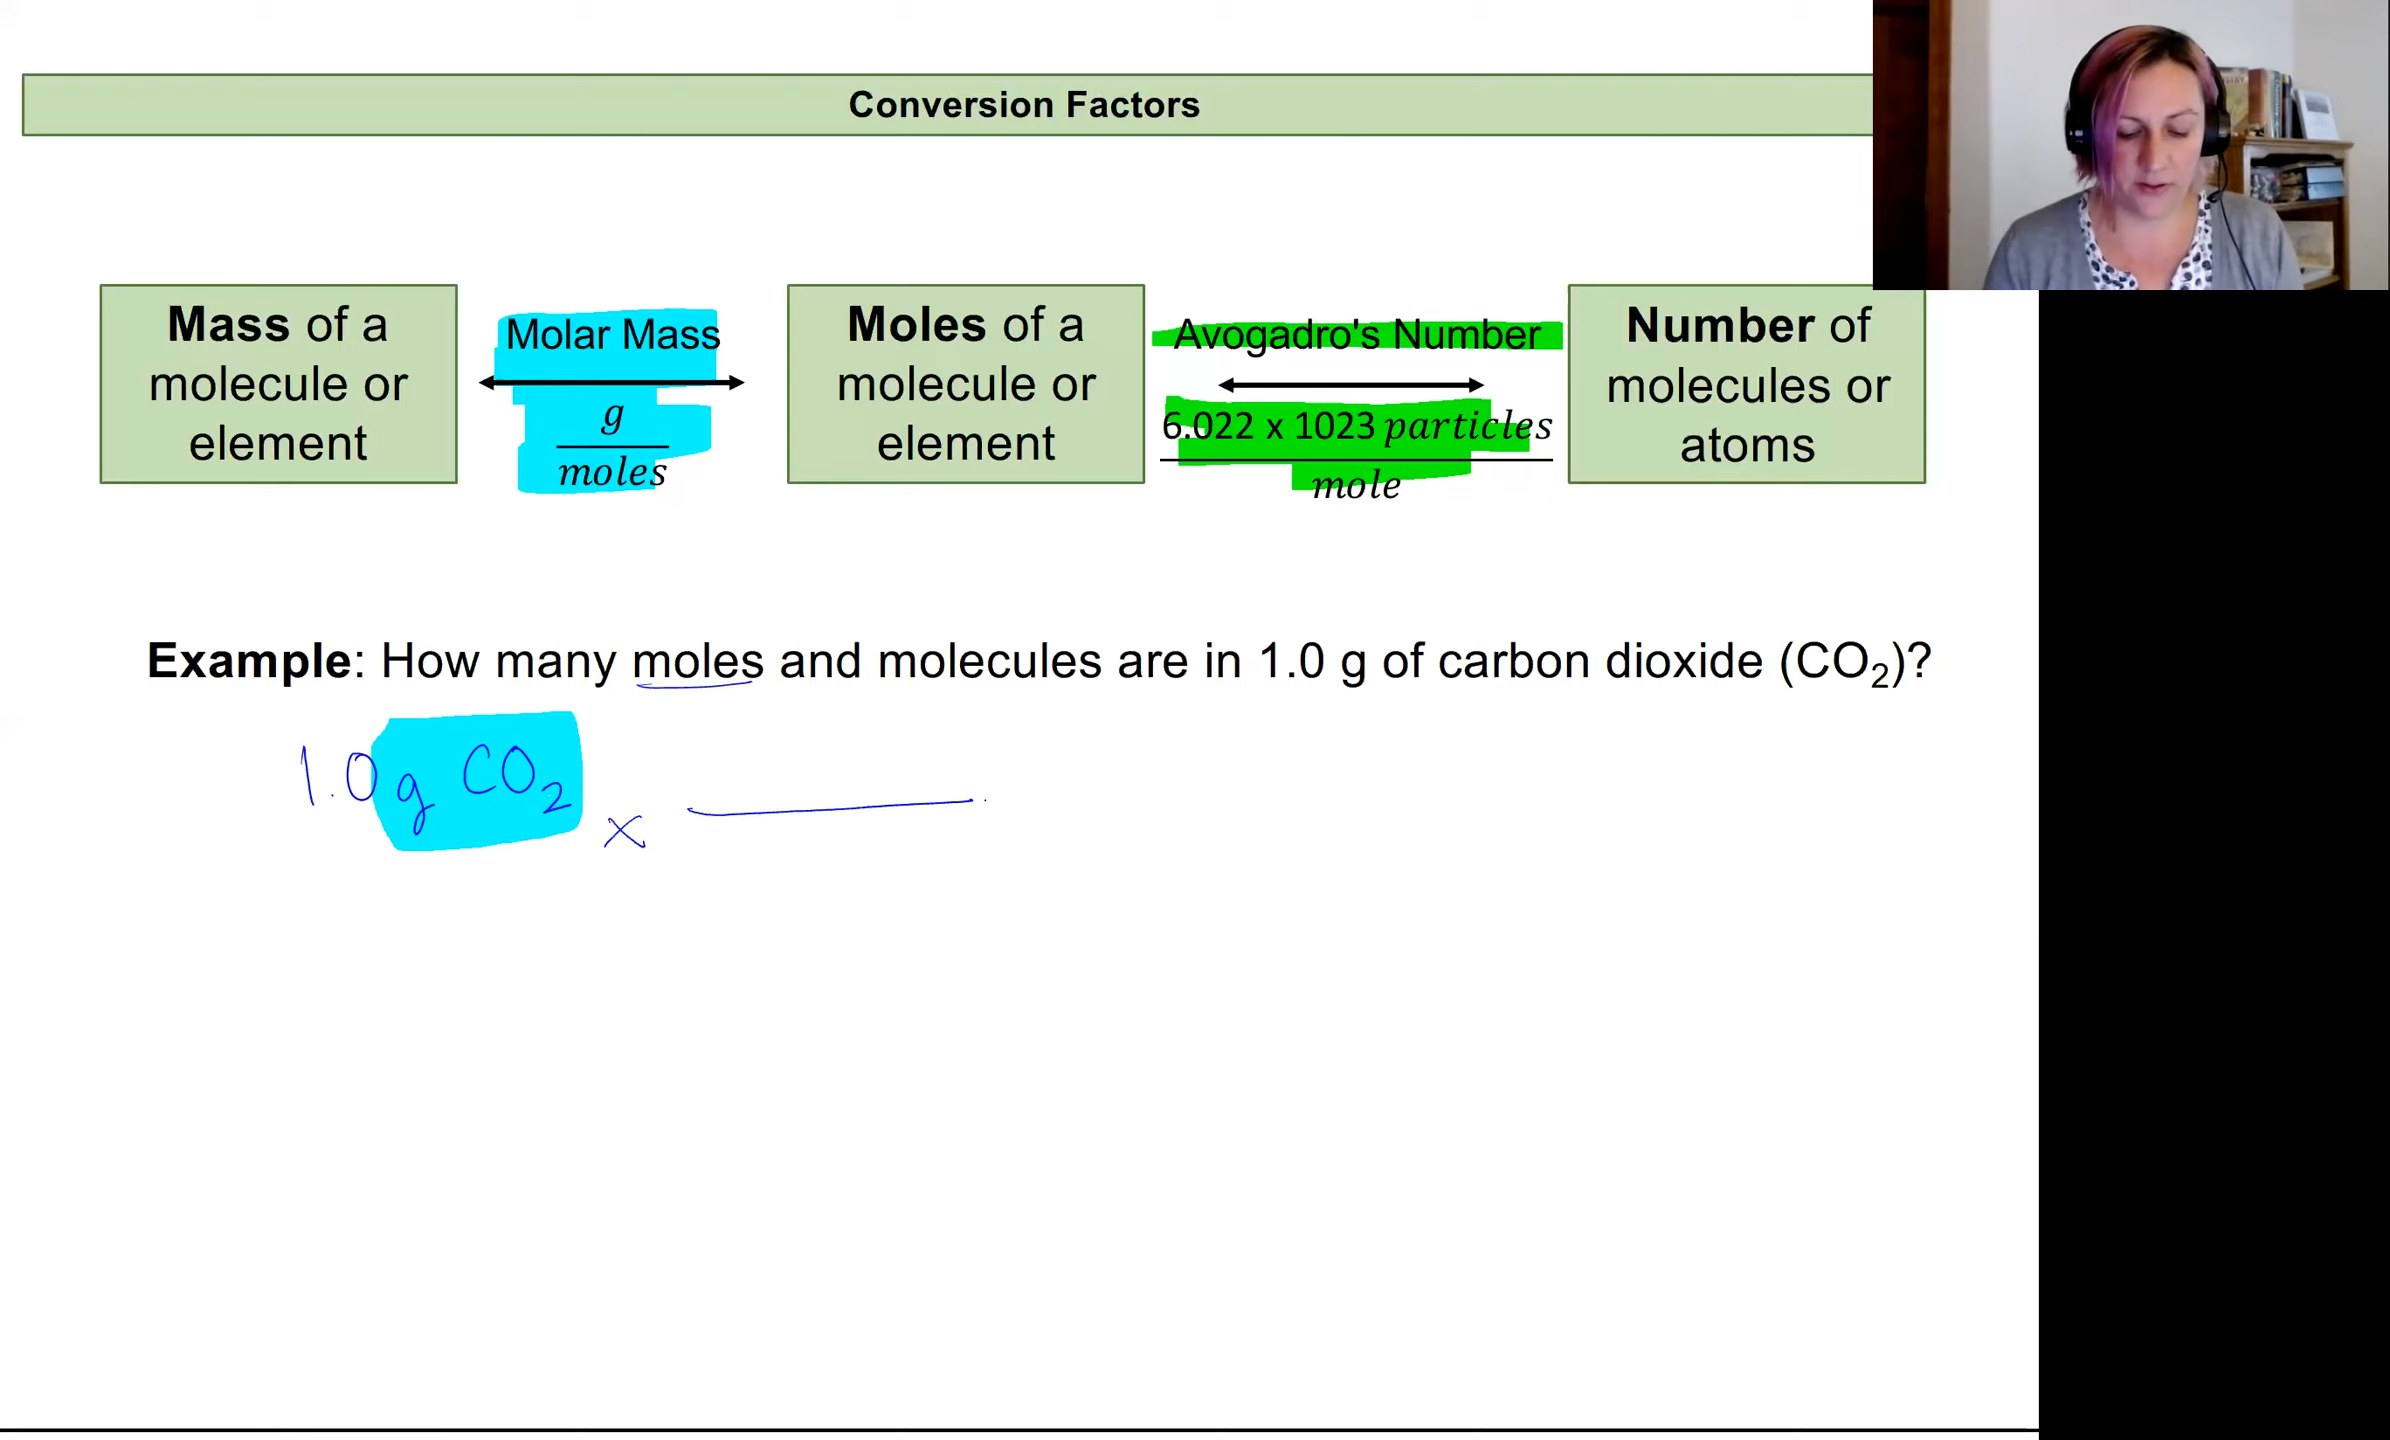 Conversion Factors
Mass of a
molecule or
element
Molar Mass
g
moles
Moles of a
molecule or
element
Avogadro's Number
6.022 x 1023 particles
mole
Number of
molecules or
atoms
Example: How many moles and molecules are in 1.0 g of carbon dioxide (CO₂)?
1.0g CO₂ x